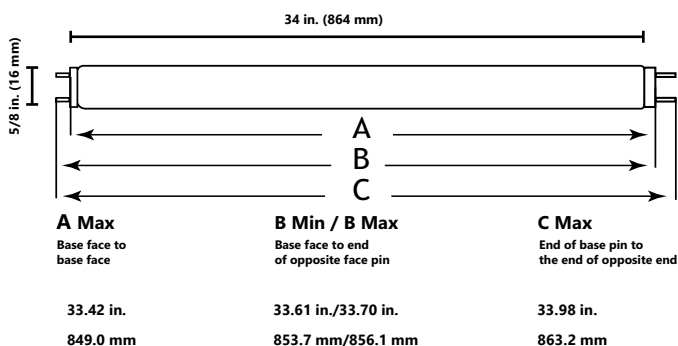 34 in. (864 mm)
5/8 in. (16 mm)
A
B
C
A Max
Base face to
base face
33.42 in.
849.0 mm
B Min / B Max
Base face to end
of opposite face pin
33.61 in./33.70 in.
853.7 mm/856.1 mm
C Max
End of base pin to
the end of opposite end
33.98 in.
863.2 mm